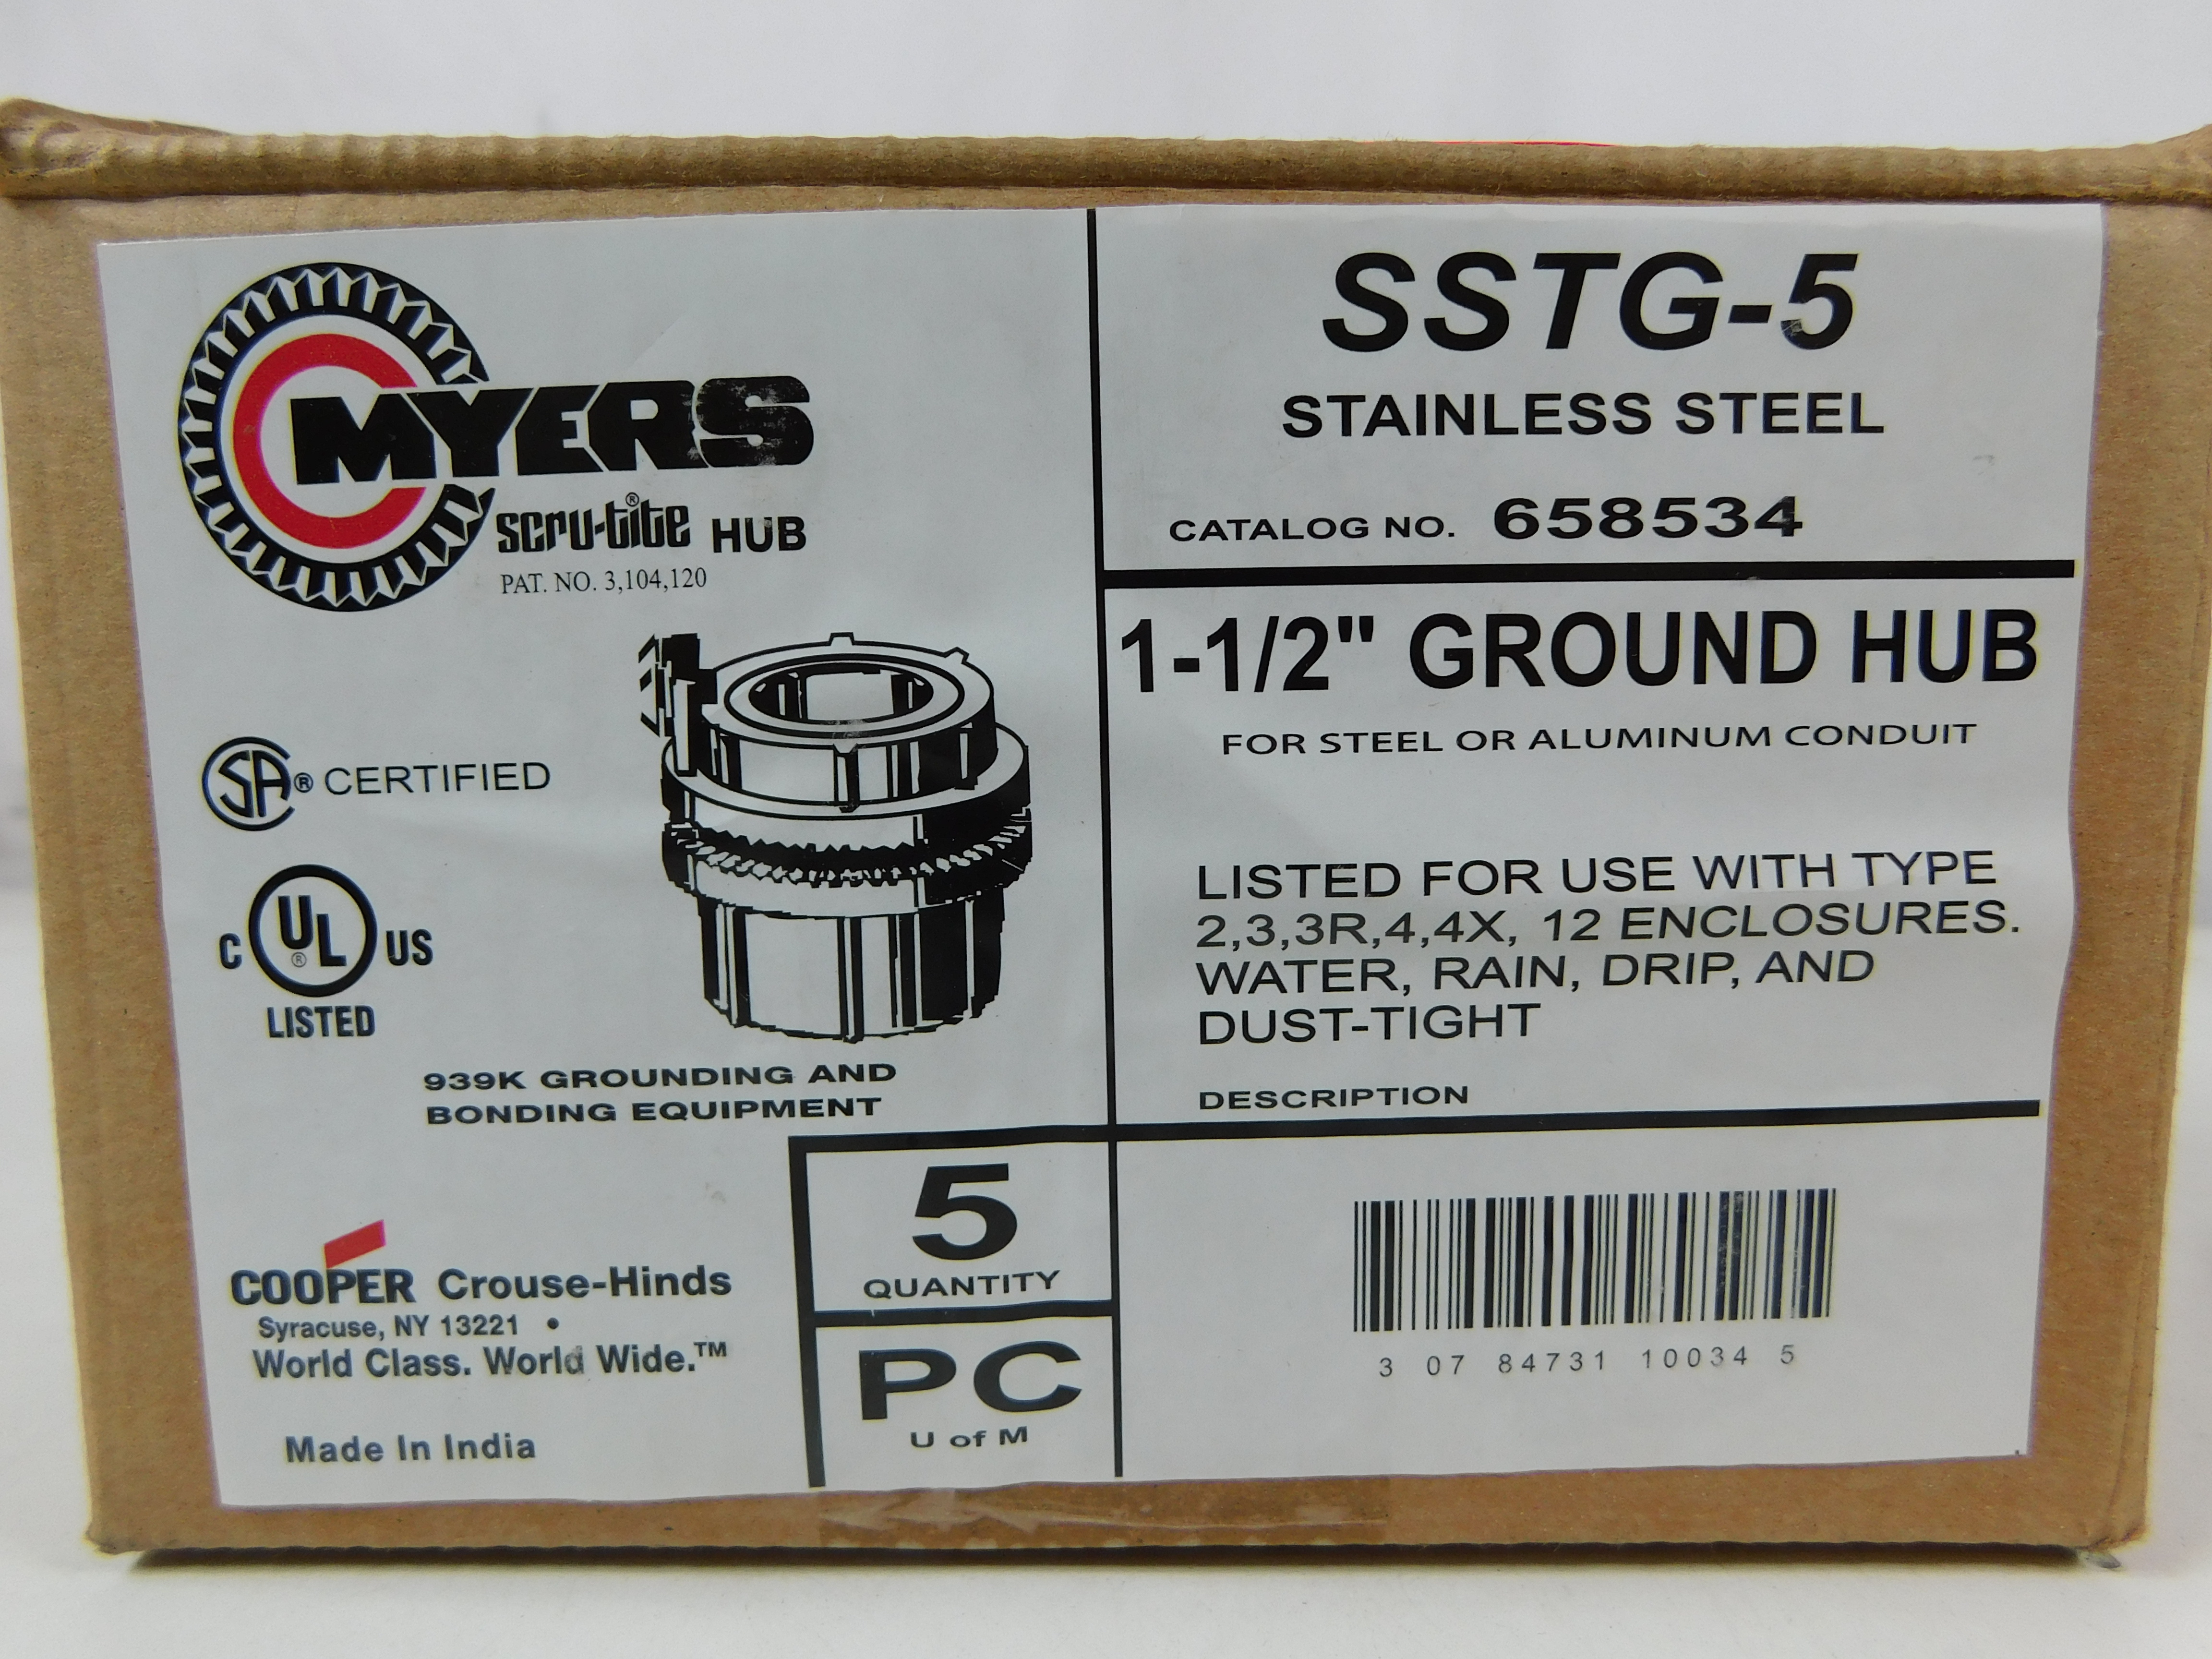 MYERS
scru-tite® HUB
PAT. NO. 3,104,120
SA® CERTIFIED
C UL® US
LISTED
939K GROUNDING AND
BONDING EQUIPMENT
COOPER Crouse-Hinds
Syracuse, NY 13221 •
World Class. World Wide.™
Made In India
5
QUANTITY
PC
U of M
SSTG-5
STAINLESS STEEL
CATALOG NO. 658534
1-1/2" GROUND HUB
FOR STEEL OR ALUMINUM CONDUIT
LISTED FOR USE WITH TYPE
2,3,3R,4,4X, 12 ENCLOSURES.
WATER, RAIN, DRIP, AND
DUST-TIGHT
DESCRIPTION
3 07 84731 10034 5